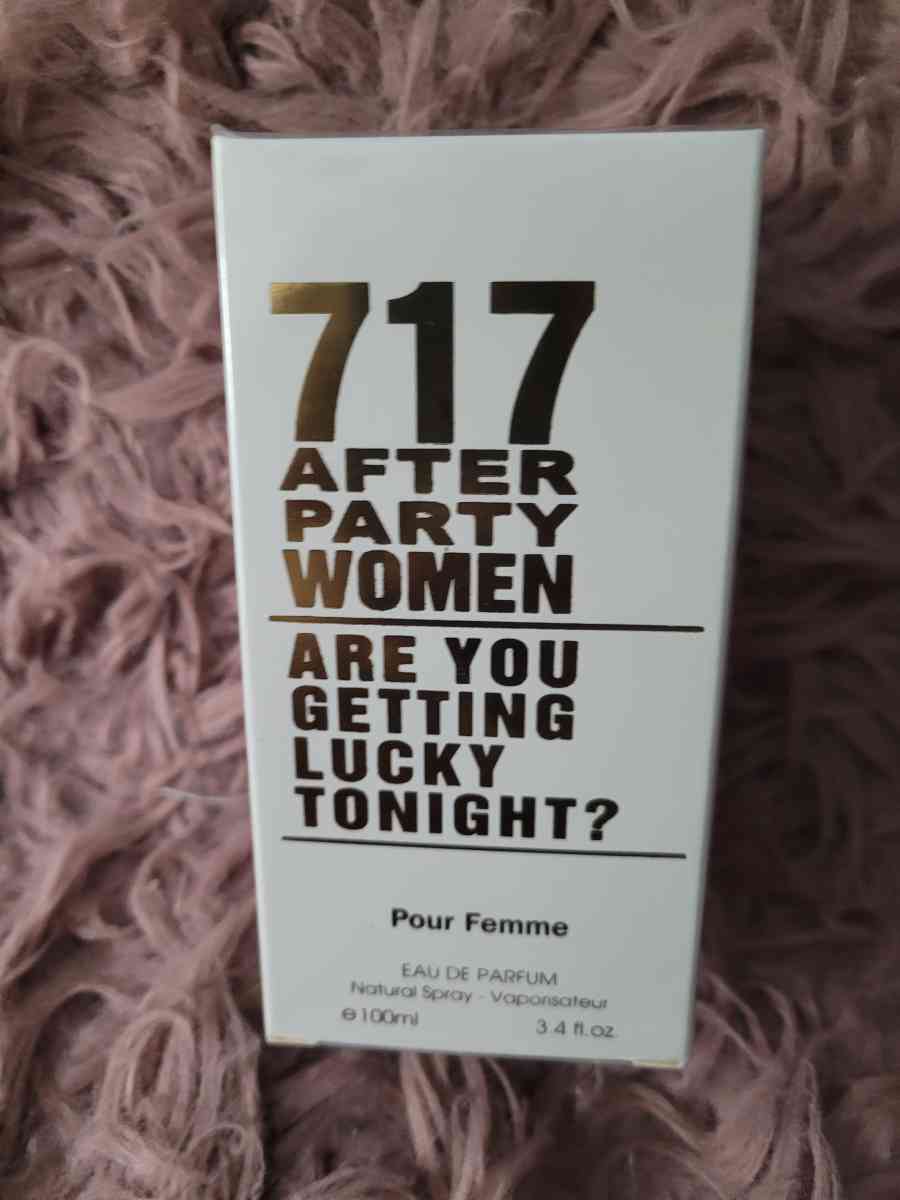 717
AFTER
PARTY
WOMEN
ARE YOU
GETTING
LUCKY
TONIGHT?
Pour Femme
EAU DE PARFUM
Natural Spray - Vaporisateur
℮100ml 3.4 fl.oz.